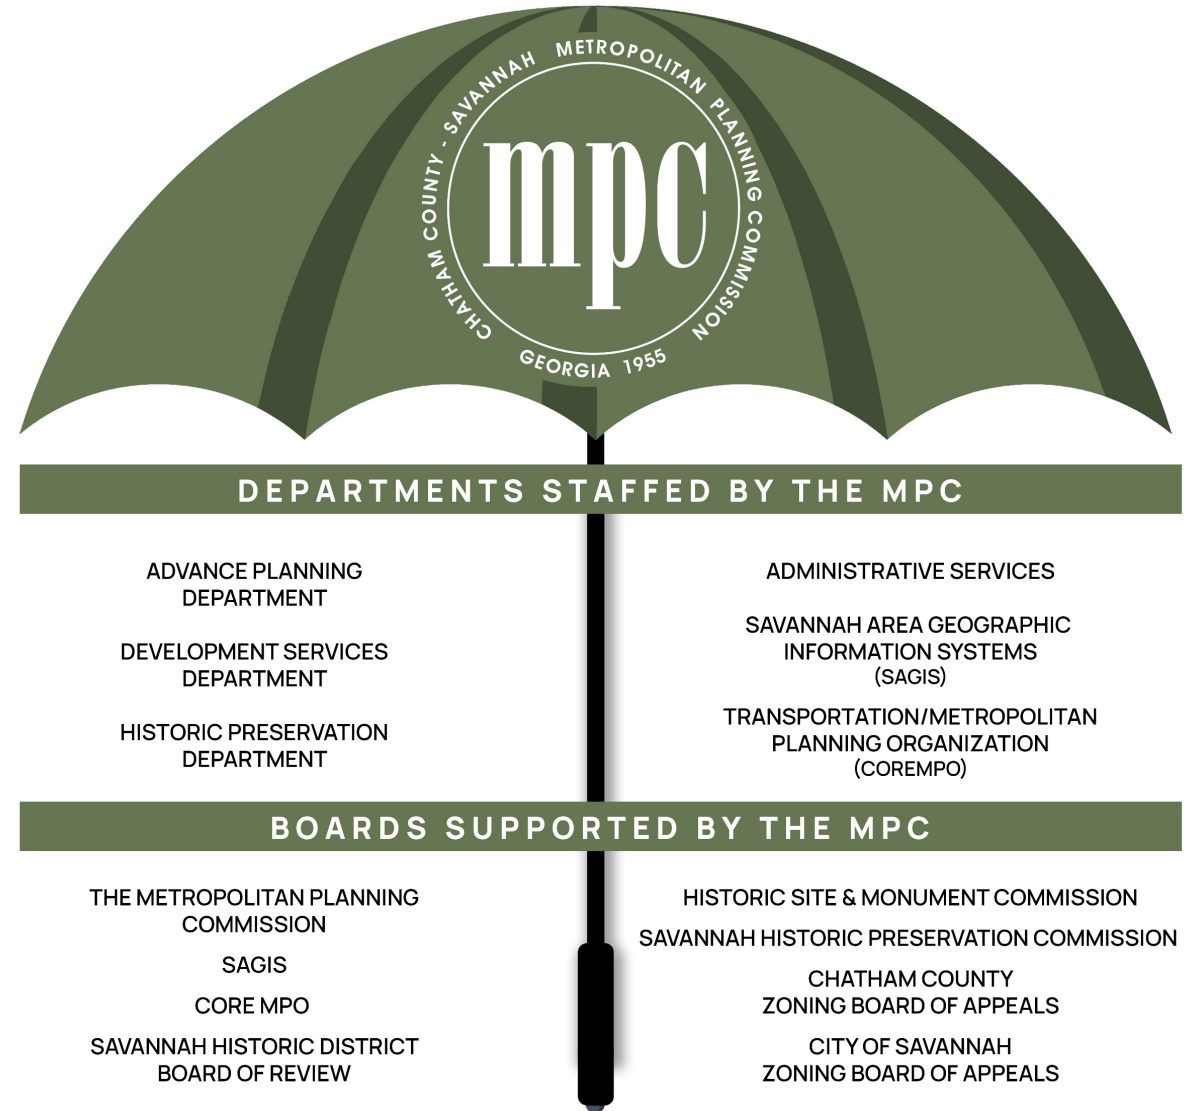 CHATHAM COUNTY - SAVANNAH METROPOLITAN PLANNING COMMISSION
mpc
GEORGIA 1955
DEPARTMENTS STAFFED BY THE MPC
ADVANCE PLANNING
DEPARTMENT
DEVELOPMENT SERVICES
DEPARTMENT
HISTORIC PRESERVATION
DEPARTMENT
ADMINISTRATIVE SERVICES
SAVANNAH AREA GEOGRAPHIC
INFORMATION SYSTEMS
(SAGIS)
TRANSPORTATION/METROPOLITAN
PLANNING ORGANIZATION
(COREMPO)
BOARDS SUPPORTED BY THE MPC
THE METROPOLITAN PLANNING
COMMISSION
SAGIS
CORE MPO
SAVANNAH HISTORIC DISTRICT
BOARD OF REVIEW
HISTORIC SITE & MONUMENT COMMISSION
SAVANNAH HISTORIC PRESERVATION COMMISSION
CHATHAM COUNTY
ZONING BOARD OF APPEALS
CITY OF SAVANNAH
ZONING BOARD OF APPEALS